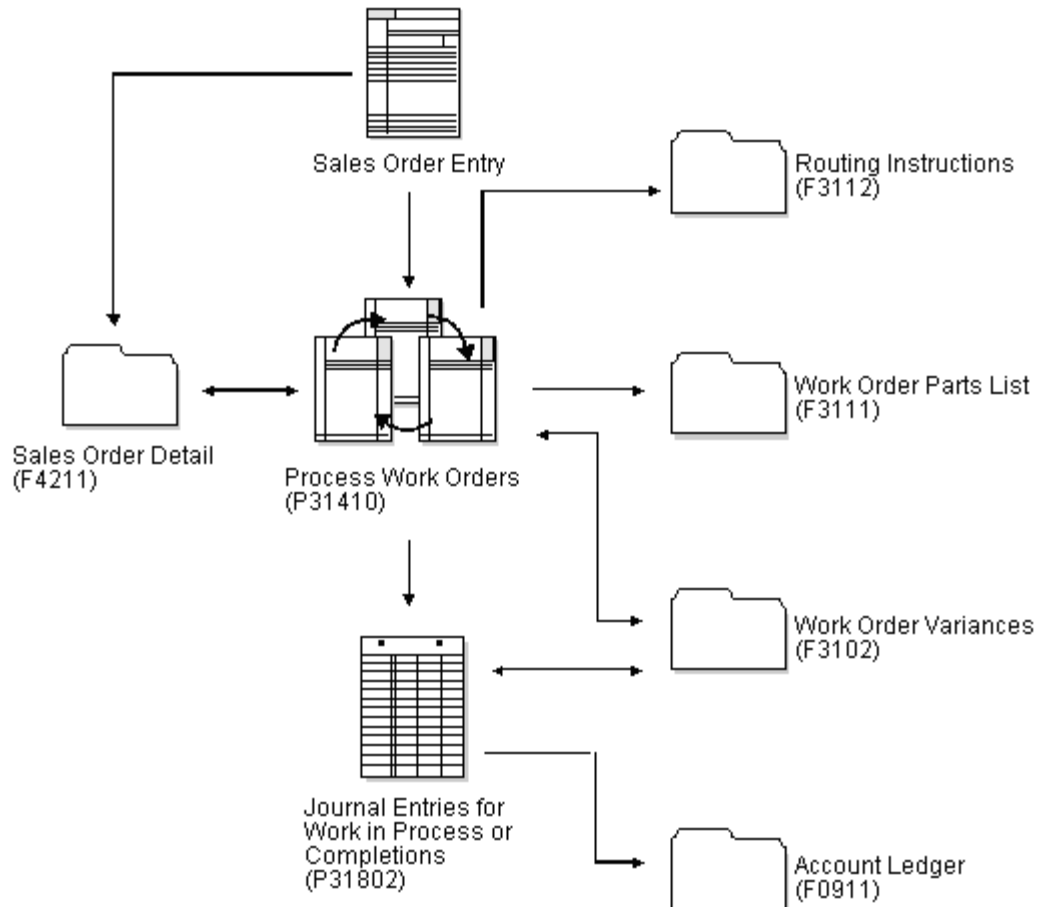 Sales Order Entry
Routing Instructions
(F3112)
Sales Order Detail
(F4211)
Process Work Orders
(P31410)
Work Order Parts List
(F3111)
Work Order Variances
(F3102)
Journal Entries for
Work in Process or
Completions
(P31802)
Account Ledger
(F0911)